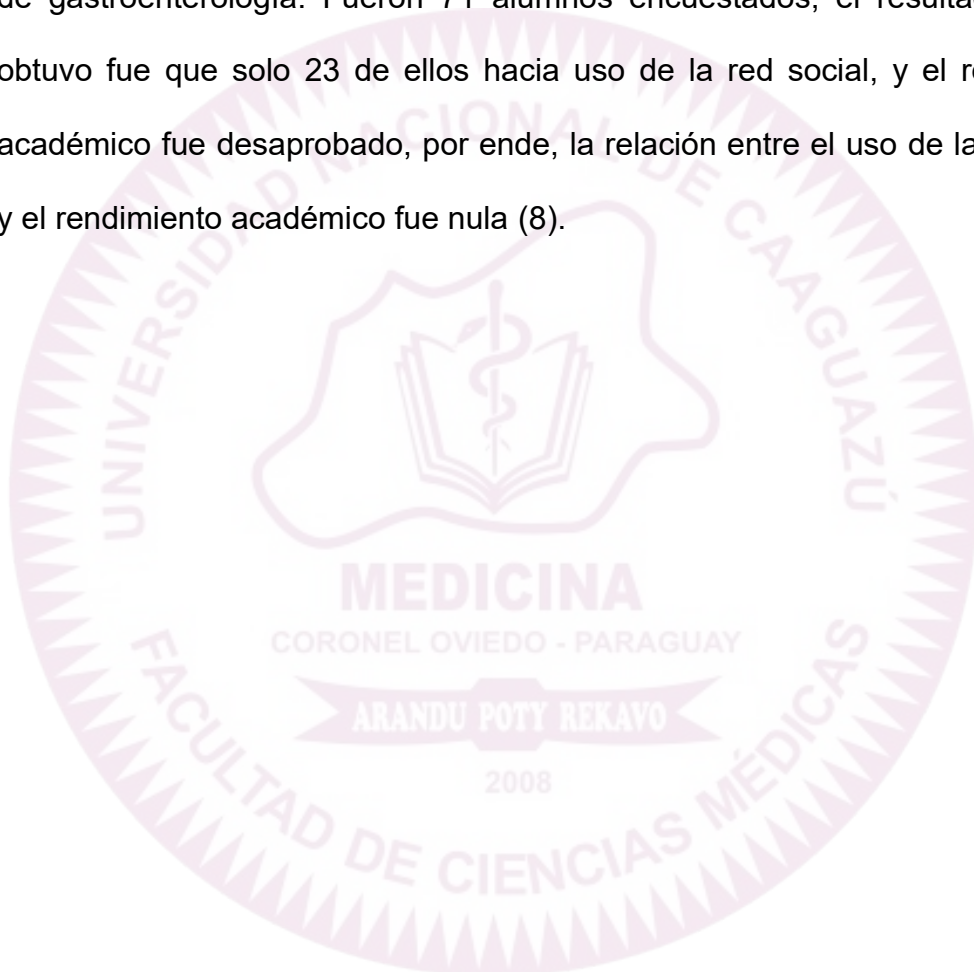 de gastroenterología. Fueron 71 alumnos encuestados, el
obtuvo fue que solo 23 de ellos hacia uso de la red social, y el
académico fue desaprobado, por ende, la relación entre el uso de la
y el rendimiento académico fue nula (8).
UNIVERSIDAD NACIONAL DE CAAGUAZÚ
MEDICINA
CORONEL OVIEDO - PARAGUAY
ARANDU POTY REKAVO
2008
FACULTAD DE CIENCIAS MÉDICAS